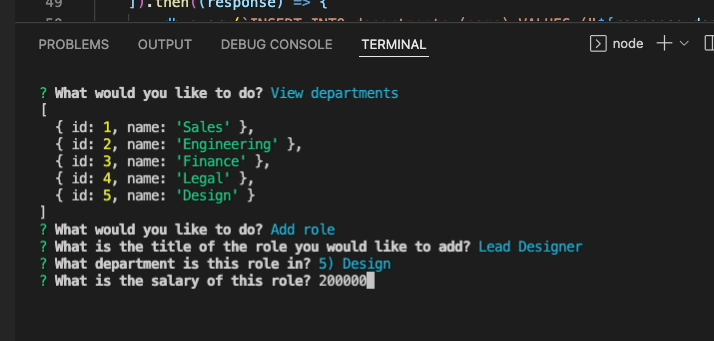 49 ]).then((response) => {
50
PROBLEMS OUTPUT DEBUG CONSOLE TERMINAL node
? What would you like to do? View departments
[
{ id: 1, name: 'Sales' },
{ id: 2, name: 'Engineering' },
{ id: 3, name: 'Finance' },
{ id: 4, name: 'Legal' },
{ id: 5, name: 'Design' }
]
? What would you like to do? Add role
? What is the title of the role you would like to add? Lead Designer
? What department is this role in? 5) Design
? What is the salary of this role? 200000